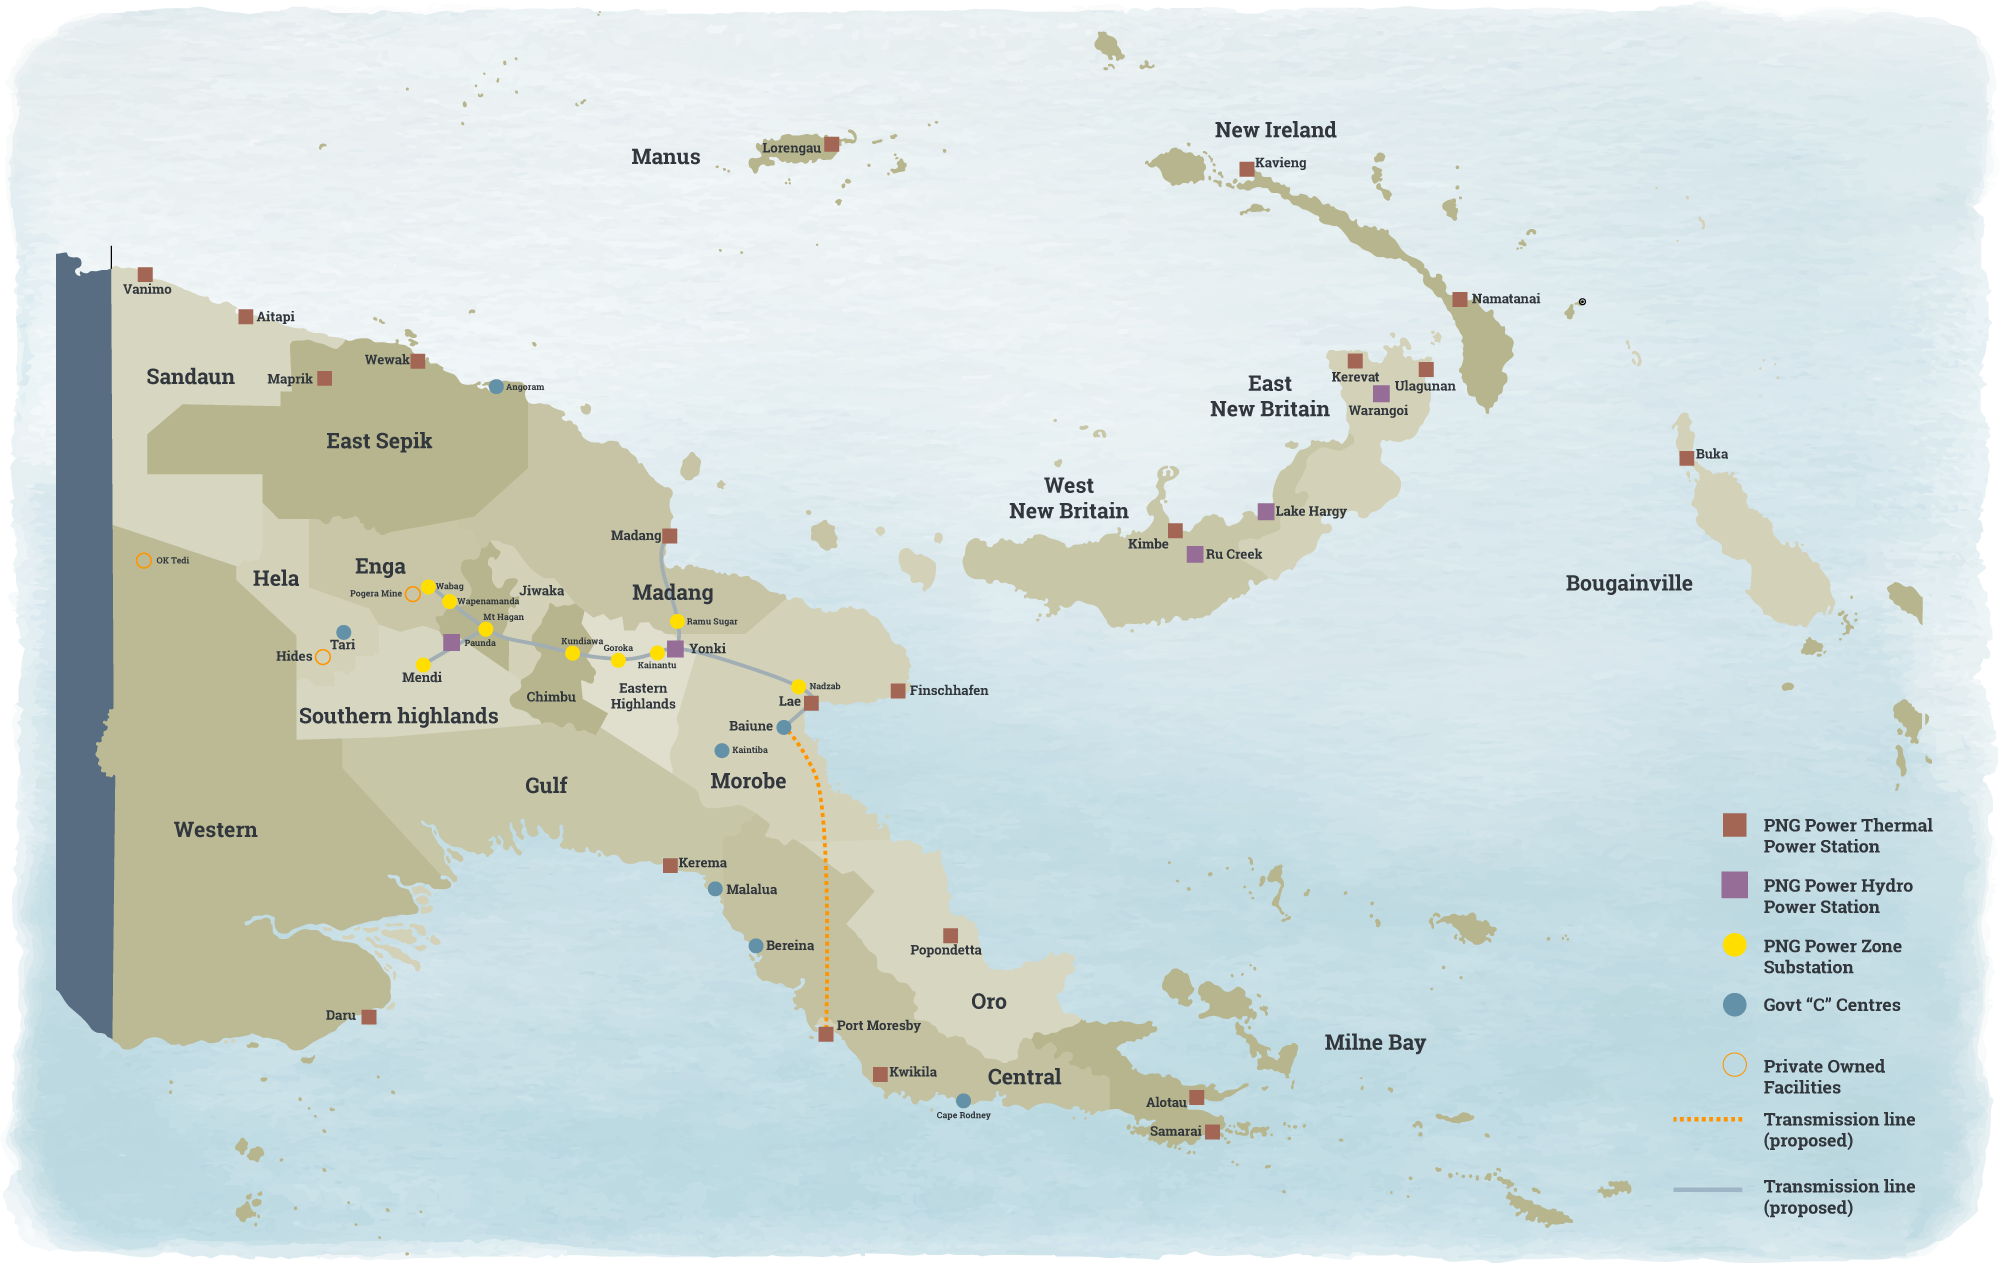 New Ireland
Manus
Lorengau
Kavieng
Vanimo
Namatanai
Aitapi
Wewak
Sandaun
Maprik
Angoram
Kerevat
Ulagunan
East
New Britain
Warangoi
East Sepik
Buka
West
New Britain
Lake Hargy
Madang
Kimbe
Ru Creek
OK Tedi
Enga
Hela
Bougainville
Wabag
Pogera Mine
Jiwaka
Madang
Wapenamanda
Mt Hagan
Ramu Sugar
Tari
Paunda
Kundiawa
Goroka
Yonki
Hides
Kainantu
Mendi
Eastern
Highlands
Nadzab
Finschhafen
Chimbu
Lae
Southern highlands
Baiune
Kaintiba
Gulf
Morobe
Western
Kerema
Malalua
Bereina
Popondetta
Oro
Daru
Port Moresby
Milne Bay
Kwikila
Central
Alotau
Cape Rodney
Samarai
PNG Power Thermal
Power Station
PNG Power Hydro
Power Station
PNG Power Zone
Substation
Govt “C” Centres
Private Owned
Facilities
Transmission line
(proposed)
Transmission line
(proposed)